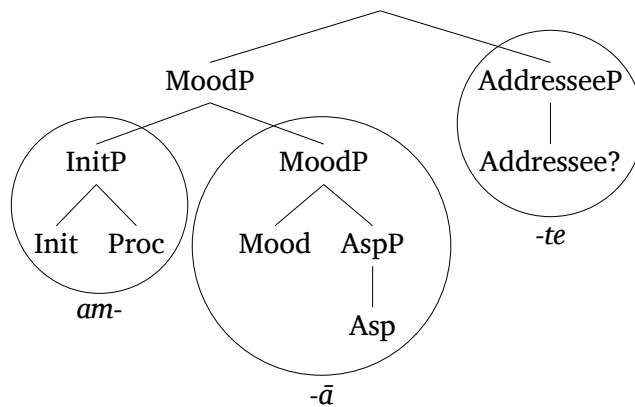 MoodP AddresseeP
InitP MoodP Addressee?
Init Proc Mood AspP -te
am- Asp
-ā